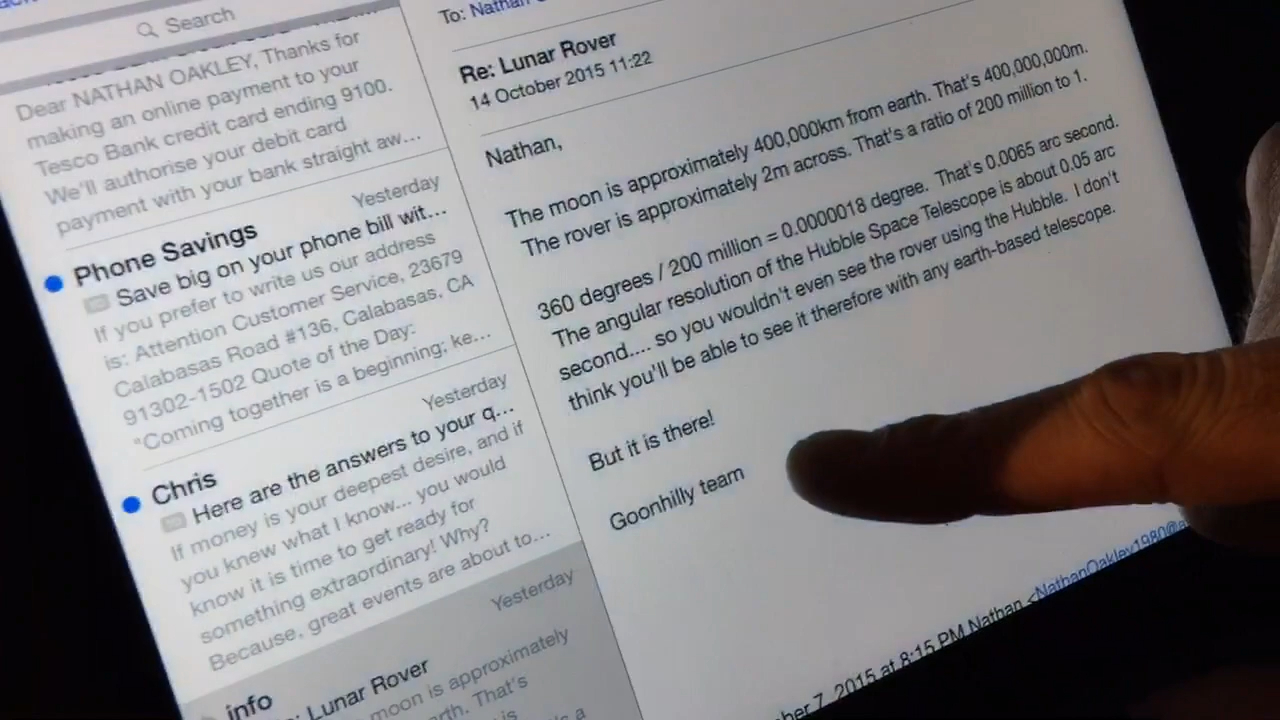 Search
Dear NATHAN OAKLEY, Thanks for
making an online payment to your
Tesco Bank credit card ending 9100.
We'll authorise your debit card
payment with your bank straight aw...
Yesterday
Phone Savings
Save big on your phone bill wit...
If you prefer to write us our address
is: Attention Customer Service, 23679
Calabasas Road #136, Calabasas, CA
91302-1502 Quote of the Day:
"Coming together is a beginning; ke...
Yesterday
Chris
Here are the answers to your q...
If money is your deepest desire, and if
you knew what I know... you would
know it is time to get ready for
something extraordinary! Why?
Because, great events are about to...
Yesterday
info
Lunar Rover
moon is approximately
That's
To: Nathan
Re: Lunar Rover
14 October 2015 11:22
Nathan,
The moon is approximately 400,000km from earth. That's 400,000,000m.
The rover is approximately 2m across. That's a ratio of 200 million to 1.
360 degrees / 200 million = 0.0000018 degree. That's 0.0065 arc second.
The angular resolution of the Hubble Space Telescope is about 0.05 arc
second.... so you wouldn't even see the rover using the Hubble. I don't
think you'll be able to see it therefore with any earth-based telescope.
But it is there!
Goonhilly team
7, 2015 at 8:15 PM Nathan <NathanOakley1980@